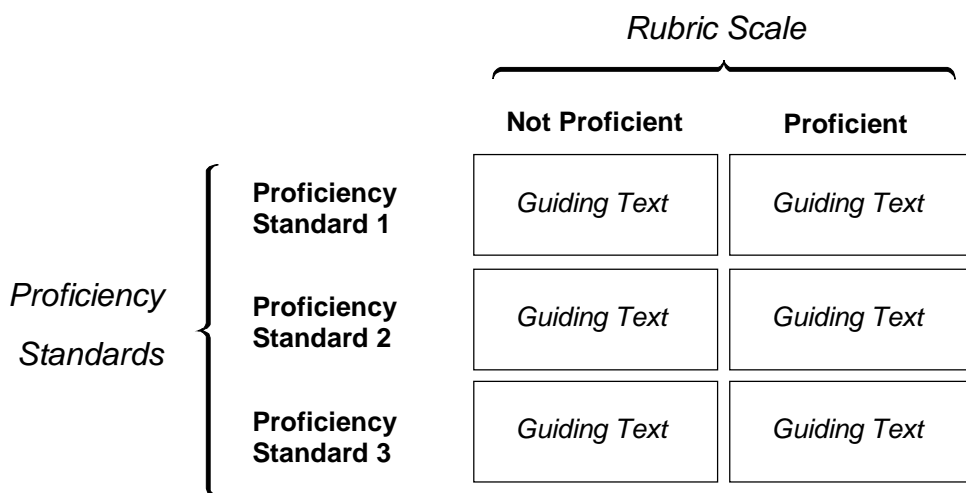 Rubric Scale
Not Proficient Proficient
Proficiency
Standard 1
Guiding Text Guiding Text
Proficiency
Standards
Proficiency
Standard 2
Guiding Text Guiding Text
Proficiency
Standard 3
Guiding Text Guiding Text